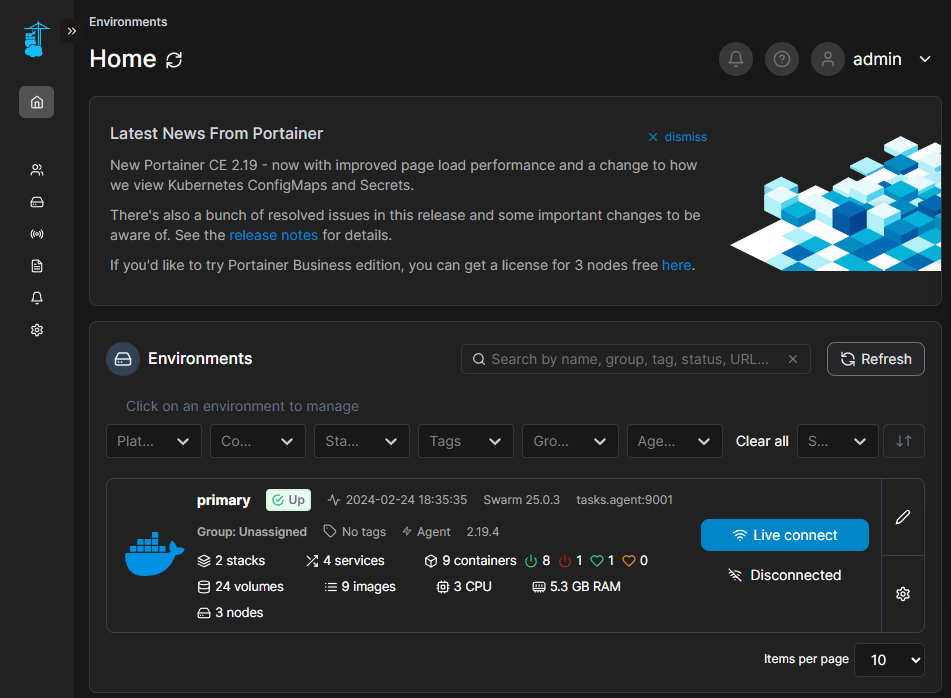 Environments
Home
admin
Latest News From Portainer
dismiss
New Portainer CE 2.19 - now with improved page load performance and a change to how
we view Kubernetes ConfigMaps and Secrets.
There's also a bunch of resolved issues in this release and some important changes to be
aware of. See the release notes for details.
If you'd like to try Portainer Business edition, you can get a license for 3 nodes free here.
Environments
Search by name, group, tag, status, URL...
Refresh
Click on an environment to manage
Plat... Co... Sta... Tags Gro... Age... Clear all S...
primary Up 2024-02-24 18:35:35 Swarm 25.0.3 tasks.agent:9001
Group: Unassigned No tags Agent 2.19.4
Live connect
2 stacks 4 services 9 containers 8 1 1 0
Disconnected
24 volumes 9 images 3 CPU 5.3 GB RAM
3 nodes
Items per page 10